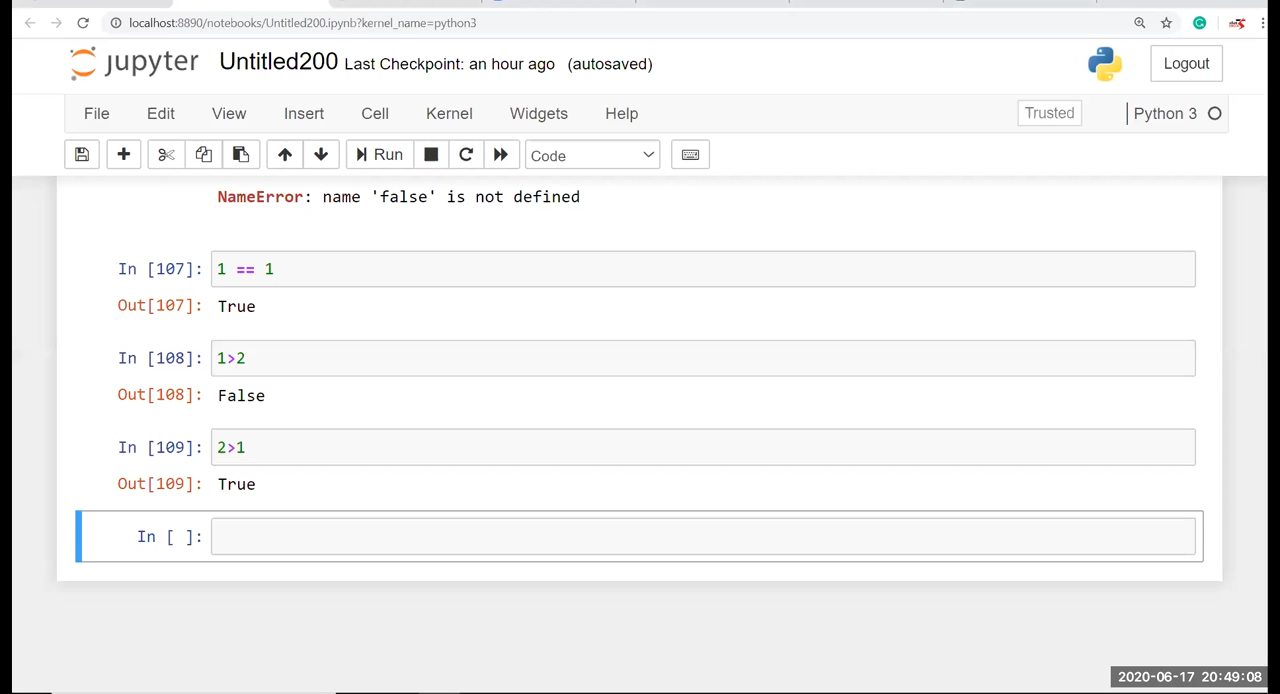 localhost:8890/notebooks/Untitled200.ipynb?kernel_name=python3
jupyter Untitled200 Last Checkpoint: an hour ago (autosaved) Logout
File Edit View Insert Cell Kernel Widgets Help Trusted Python 3
Run Code
NameError: name 'false' is not defined
In [107]: 1 == 1
Out[107]: True
In [108]: 1>2
Out[108]: False
In [109]: 2>1
Out[109]: True
In [ ]:
2020-06-17 20:49:08